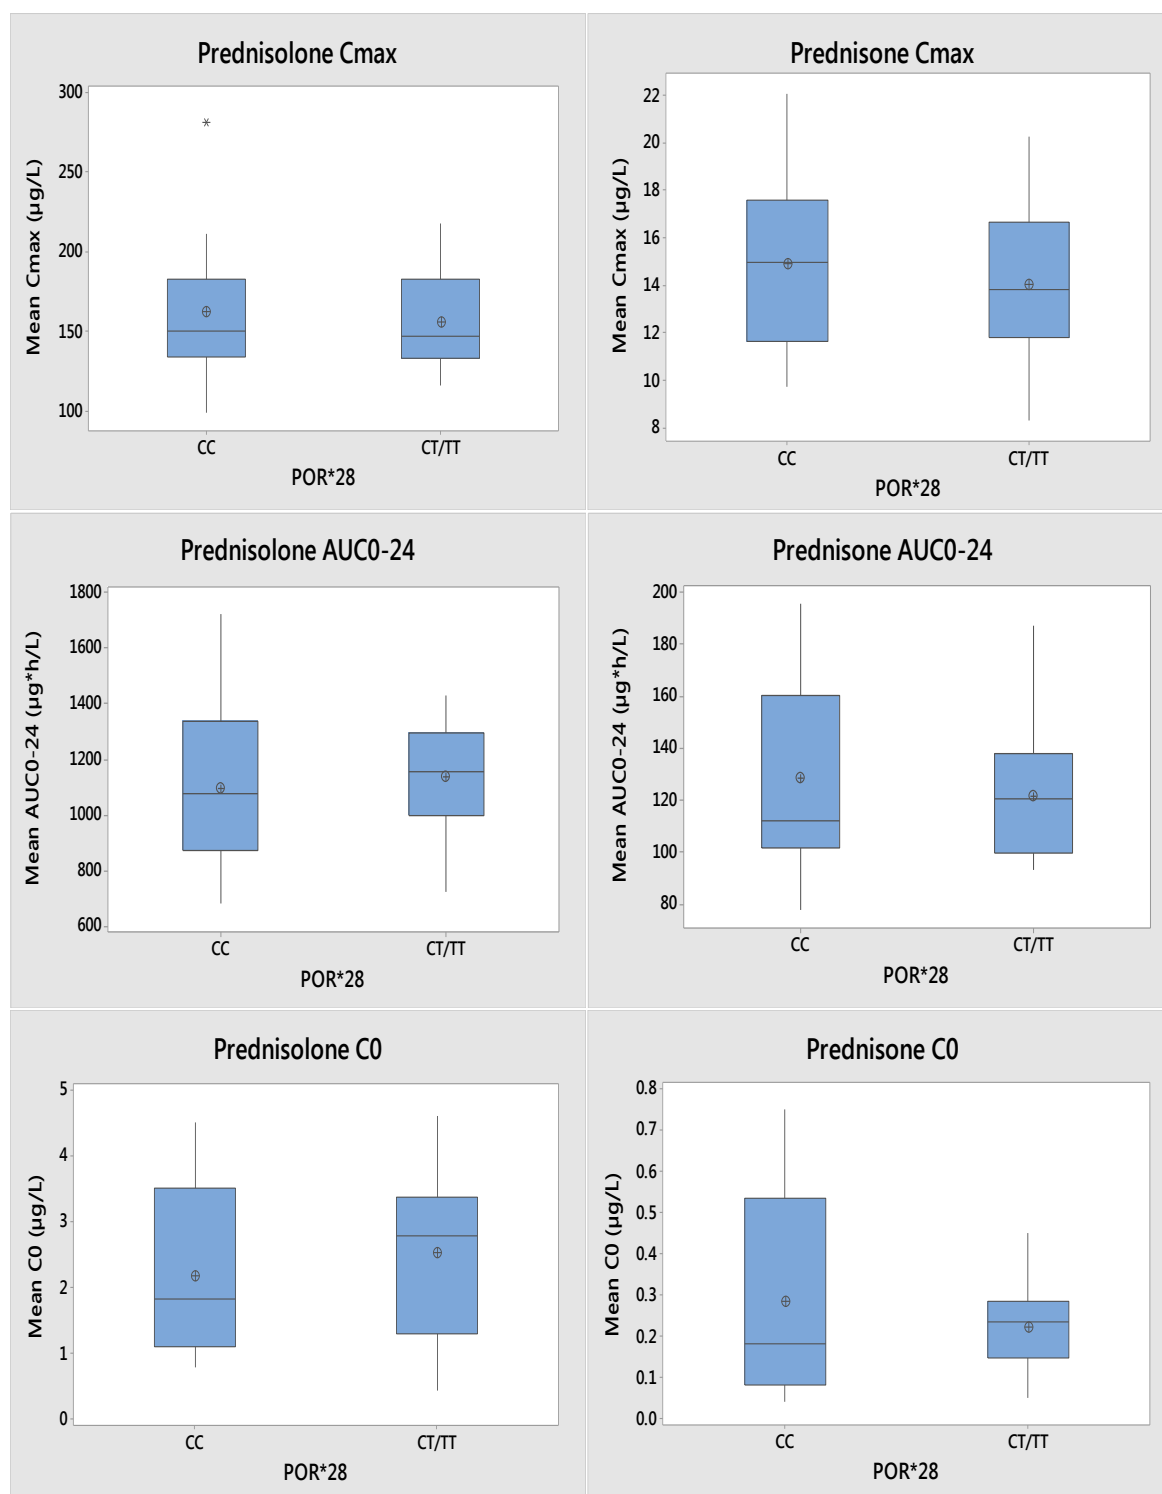 Prednisolone Cmax
Mean Cmax (µg/L)
300
250
200
150
100
CC
CT/TT
POR*28
Prednisone Cmax
Mean Cmax (µg/L)
22
20
18
16
14
12
10
8
CC
CT/TT
POR*28
Prednisolone AUC0-24
Mean AUC0-24 (µg*h/L)
1800
1600
1400
1200
1000
800
600
CC
CT/TT
POR*28
Prednisone AUC0-24
Mean AUC0-24 (µg*h/L)
200
180
160
140
120
100
80
CC
CT/TT
POR*28
Prednisolone C0
Mean C0 (µg/L)
5
4
3
2
1
0
CC
CT/TT
POR*28
Prednisone C0
Mean C0 (µg/L)
0.8
0.7
0.6
0.5
0.4
0.3
0.2
0.1
0.0
CC
CT/TT
POR*28